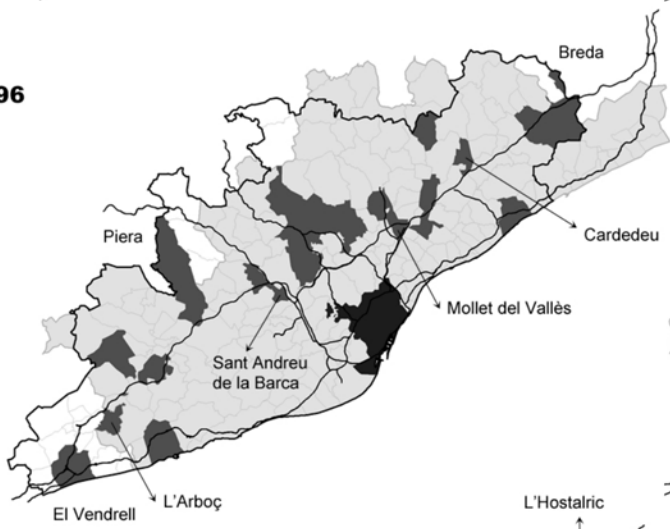 Breda
96
Cardedeu
Piera
Mollet del Vallès
Sant Andreu
de la Barca
L'Arboç
El Vendrell
L'Hostalric